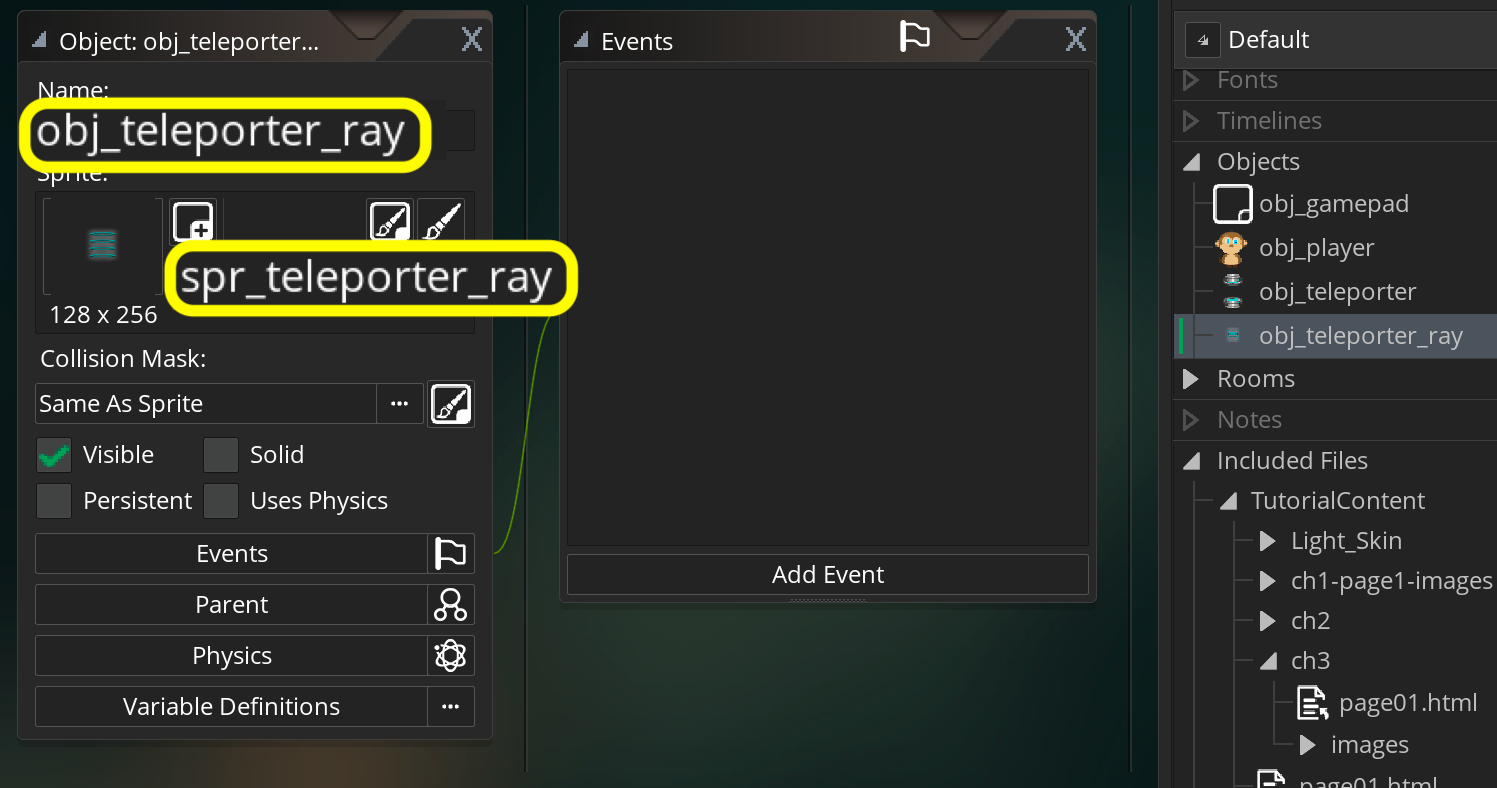 Object: obj_teleporter...
Name:
obj_teleporter_ray
Sprite:
spr_teleporter_ray
128 x 256
Collision Mask:
Same As Sprite
...
Visible
Solid
Persistent
Uses Physics
Events
Parent
Physics
Variable Definitions
...
Events
Add Event
Default
Fonts
Timelines
Objects
obj_gamepad
obj_player
obj_teleporter
obj_teleporter_ray
Rooms
Notes
Included Files
TutorialContent
Light_Skin
ch1-page1-images
ch2
ch3
page01.html
images
page01.html